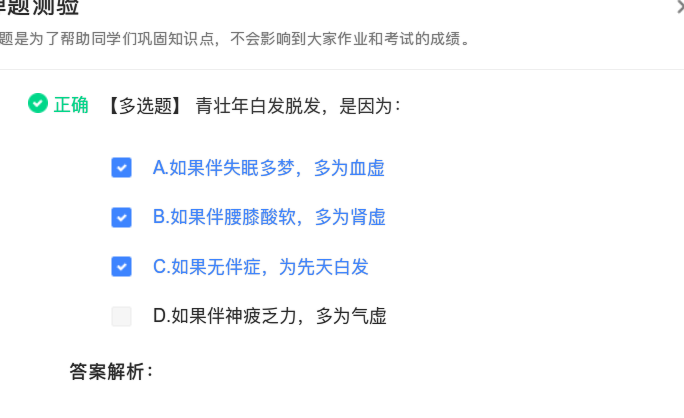 弹题测验
题是为了帮助同学们巩固知识点，不会影响到大家作业和考试的成绩。
正确 【多选题】 青壮年白发脱发，是因为：
A.如果伴失眠多梦，多为血虚
B.如果伴腰膝酸软，多为肾虚
C.如果无伴症，为先天白发
D.如果伴神疲乏力，多为气虚
答案解析：